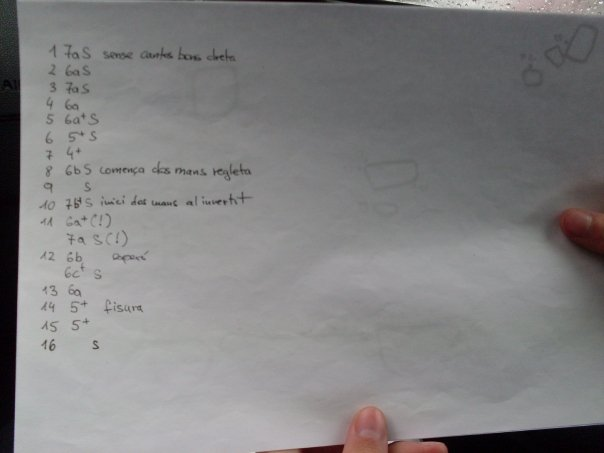 1 7a S sense cantos bons dreta
2 6a S
3 7a S
4 6a
5 6a+ S
6 5+ S
7 4+
8 6b S comença dos mans regleta
9 S
10 7b+ S inici dos mans al invertit
11 6a+ (!)
7a S (!)
12 6b
6c+ S
13 6a
14 5+ fisura
15 5+
16 S